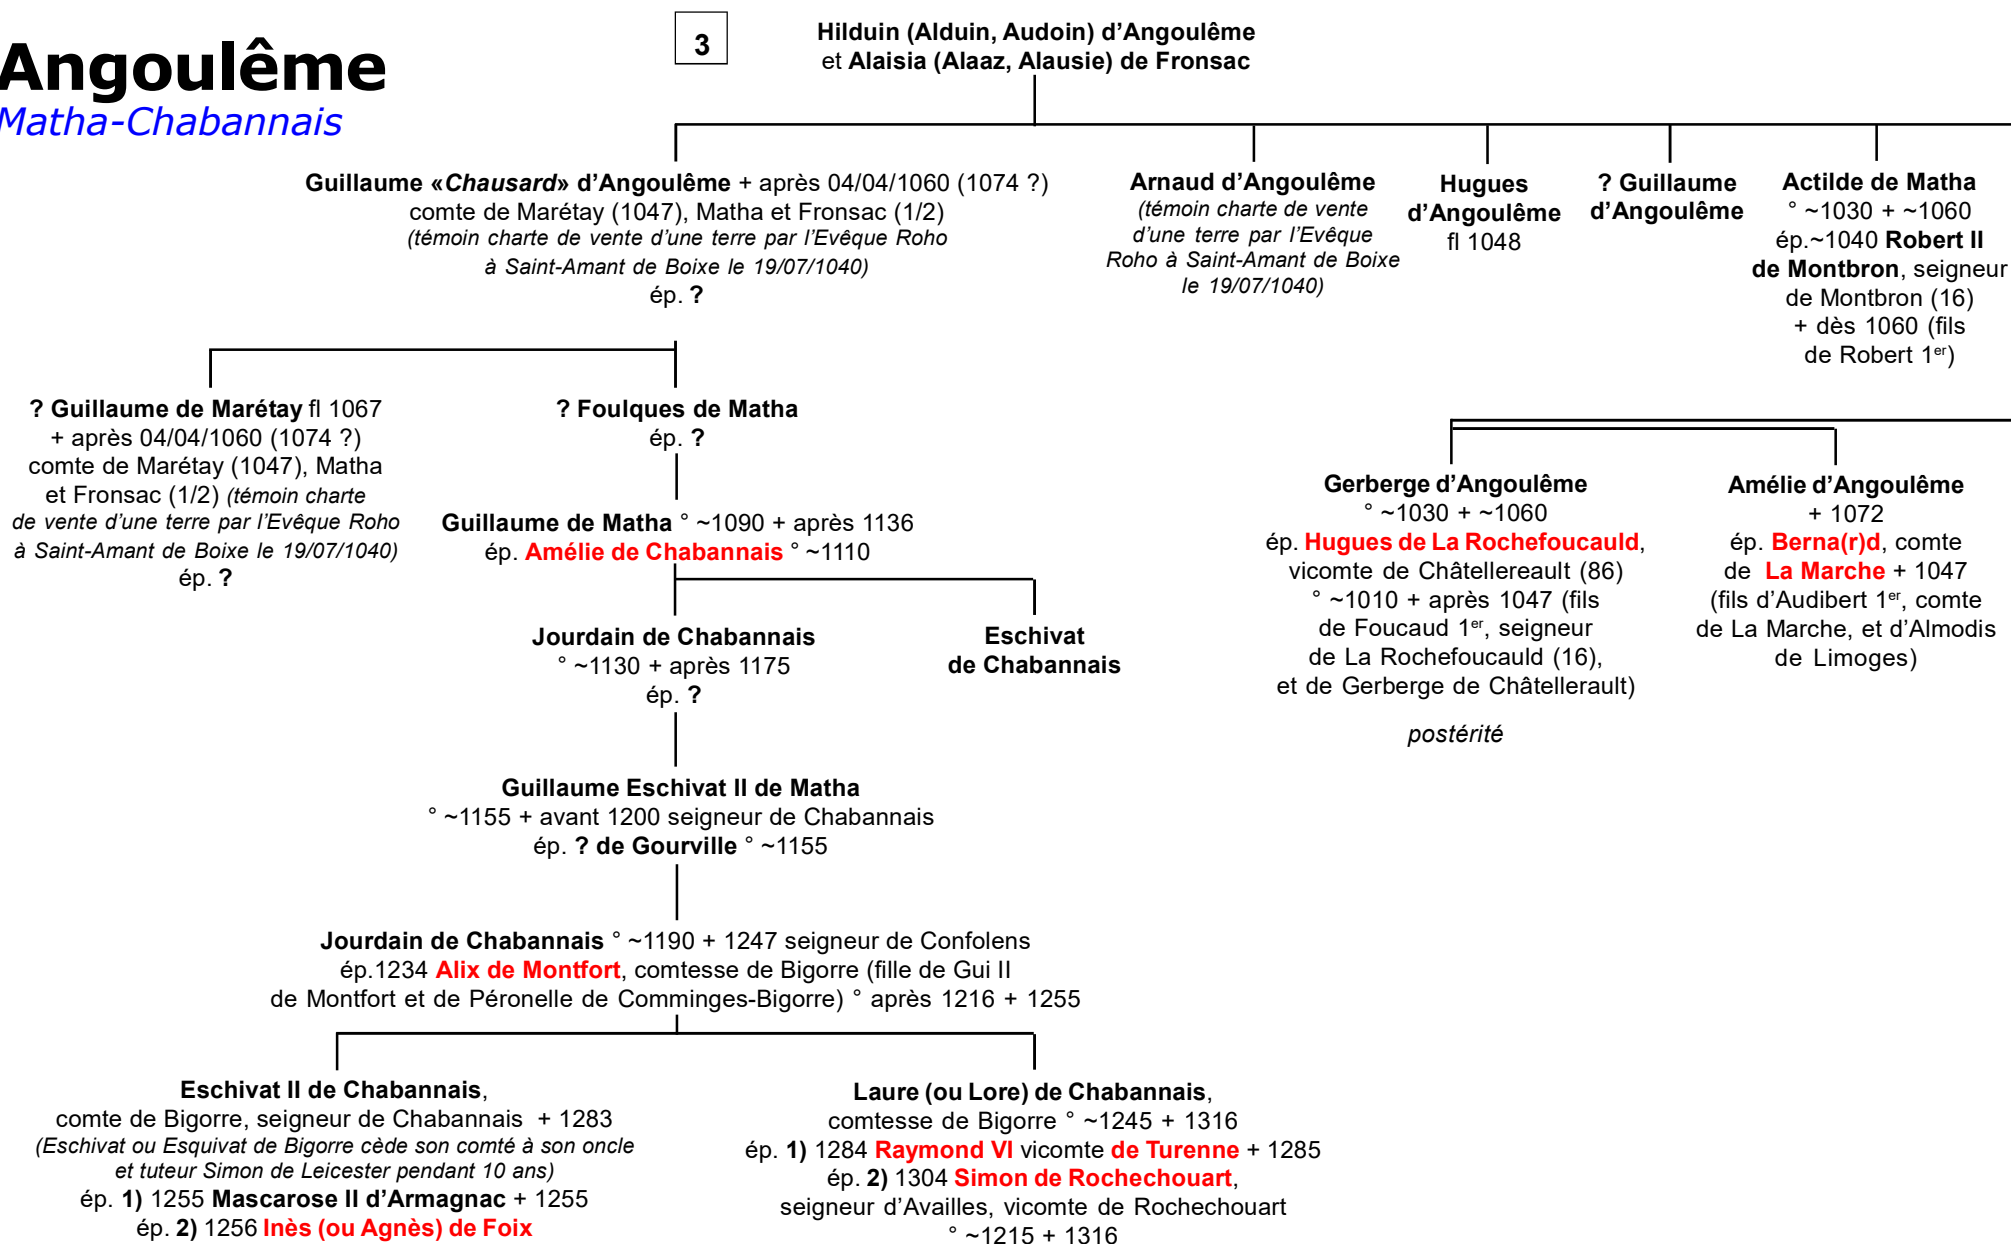 Angoulême
Matha-Chabannais
3
Hilduin (Alduin, Audoin) d'Angoulême
et Alaisia (Alaaz, Alausie) de Fronsac
Guillaume «Chausard» d'Angoulême + après 04/04/1060 (1074 ?)
comte de Marétay (1047), Matha et Fronsac (1/2)
(témoin charte de vente d'une terre par l'Evêque Roho
à Saint-Amant de Boixe le 19/07/1040)
ép. ?
Arnaud d'Angoulême
(témoin charte de vente
d'une terre par l'Evêque
Roho à Saint-Amant de Boixe
le 19/07/1040)
Hugues
d'Angoulême
fl 1048
? Guillaume
d'Angoulême
Actilde de Matha
° ~1030 + ~1060
ép.~1040 Robert II
de Montbron, seigneur
de Montbron (16)
+ dès 1060 (fils
de Robert 1er)
? Guillaume de Marétay fl 1067
+ après 04/04/1060 (1074 ?)
comte de Marétay (1047), Matha
et Fronsac (1/2) (témoin charte
de vente d'une terre par l'Evêque Roho
à Saint-Amant de Boixe le 19/07/1040)
ép. ?
? Foulques de Matha
ép. ?
Guillaume de Matha ° ~1090 + après 1136
ép. Amélie de Chabannais ° ~1110
Gerberge d'Angoulême
° ~1030 + ~1060
ép. Hugues de La Rochefoucauld,
vicomte de Châtellereault (86)
° ~1010 + après 1047 (fils
de Foucaud 1er, seigneur
de La Rochefoucauld (16),
et de Gerberge de Châtellerault)
postérité
Amélie d'Angoulême
+ 1072
ép. Berna(r)d, comte
de La Marche + 1047
(fils d'Audibert 1er, comte
de La Marche, et d'Almodis
de Limoges)
Jourdain de Chabannais
° ~1130 + après 1175
ép. ?
Eschivat
de Chabannais
Guillaume Eschivat II de Matha
° ~1155 + avant 1200 seigneur de Chabannais
ép. ? de Gourville ° ~1155
Jourdain de Chabannais ° ~1190 + 1247 seigneur de Confolens
ép.1234 Alix de Montfort, comtesse de Bigorre (fille de Gui II
de Montfort et de Péronelle de Comminges-Bigorre) ° après 1216 + 1255
Eschivat II de Chabannais,
comte de Bigorre, seigneur de Chabannais + 1283
(Eschivat ou Esquivat de Bigorre cède son comté à son oncle
et tuteur Simon de Leicester pendant 10 ans)
ép. 1) 1255 Mascarose II d'Armagnac + 1255
ép. 2) 1256 Inès (ou Agnès) de Foix
Laure (ou Lore) de Chabannais,
comtesse de Bigorre ° ~1245 + 1316
ép. 1) 1284 Raymond VI vicomte de Turenne + 1285
ép. 2) 1304 Simon de Rochechouart,
seigneur d'Availles, vicomte de Rochechouart
° ~1215 + 1316